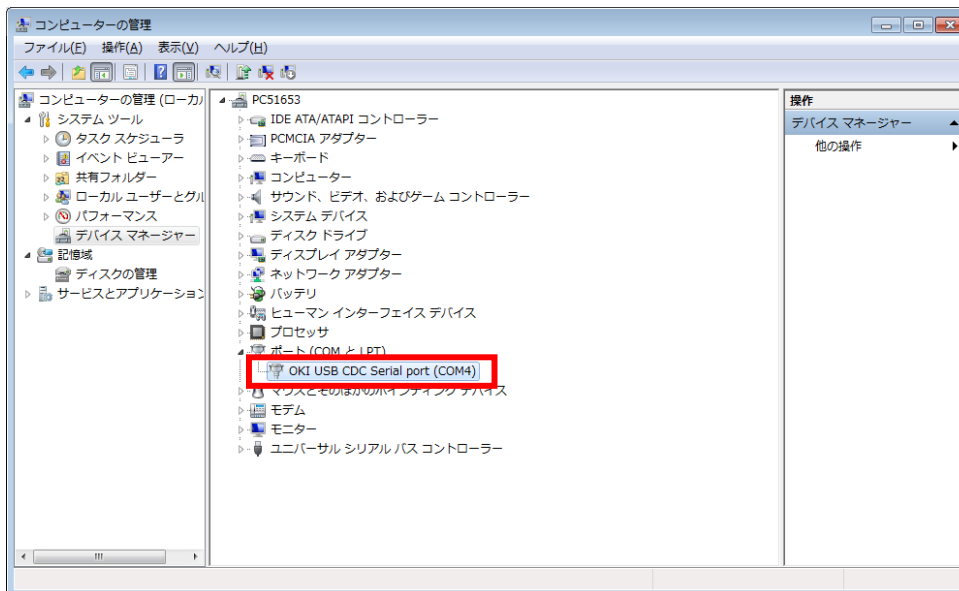 コンピューターの管理
ファイル(F) 操作(A) 表示(V) ヘルプ(H)
コンピューターの管理 (ローカル
システム ツール
タスク スケジューラ
イベント ビューアー
共有フォルダー
ローカル ユーザーとグル
パフォーマンス
デバイス マネージャー
記憶域
ディスクの管理
サービスとアプリケーション
PC51653
IDE ATA/ATAPI コントローラー
PCMCIA アダプター
キーボード
コンピューター
サウンド、ビデオ、およびゲーム コントローラー
システム デバイス
ディスク ドライブ
ディスプレイ アダプター
ネットワーク アダプター
バッテリ
ヒューマン インターフェイス デバイス
プロセッサ
ポート (COM と LPT)
OKI USB CDC Serial port (COM4)
マウスとそのほかのポインティング デバイス
モデム
モニター
ユニバーサル シリアル バス コントローラー
操作
デバイス マネージャー
他の操作